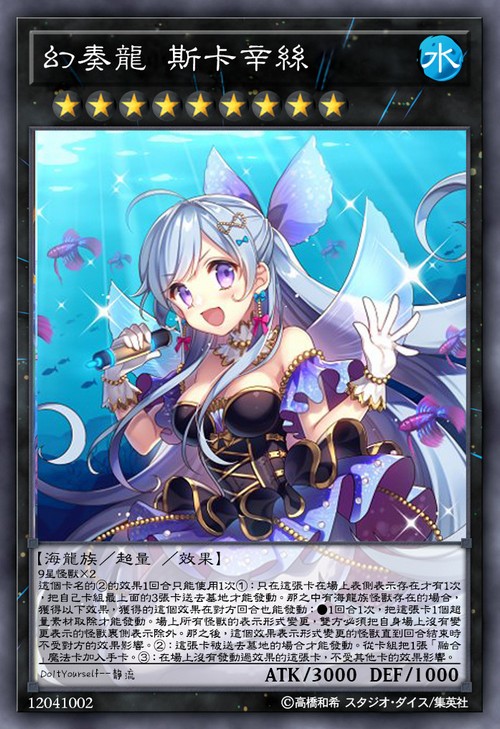 幻奏龍 斯卡辛絲
水
【海龍族／超量 ／效果】
9星怪獸×2
這個卡名的②的效果1回合只能使用1次①：只在這張卡在場上表側表示存在才有1次，
把自己卡組最上面的3張卡送去墓地才能發動。那之中有海龍族怪獸存在的場合，
獲得以下效果，獲得的這個效果在對方回合也能發動；●1回合1次，把這張卡1個超
量素材取除才能發動。場上所有怪獸的表示形式變更，雙方必須把自身場上沒有變
更表示的怪獸裏側表示除外。那之後，這個效果表示形式變更的怪獸直到回合結束時
不受對方的效果影響。②：這張卡被送去墓地的場合才能發動。從卡組把1張「融合
」魔法卡加入手卡。③：在場上沒有發動過效果的這張卡，不受其他卡的效果影響。
DoItYourself--靜流
ATK/3000 DEF/1000
12041002
©高橋和希 スタジオ・ダイス/集英社